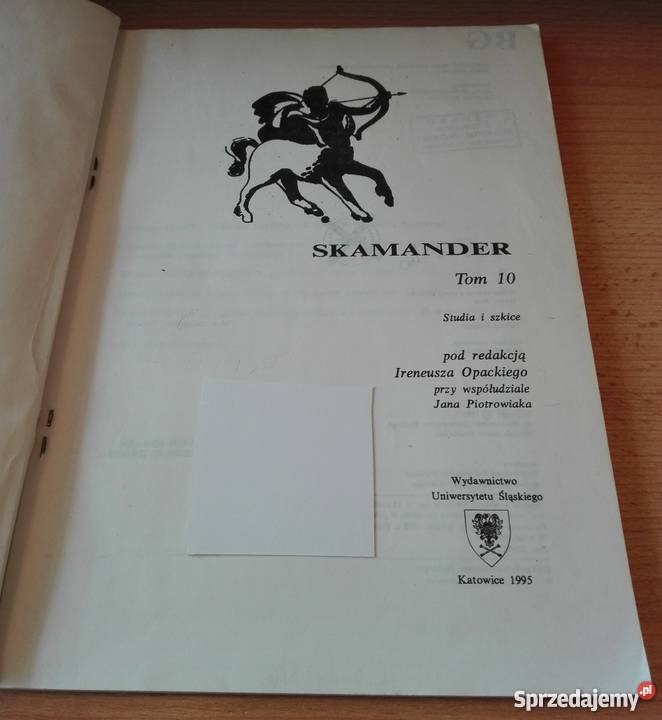 BG
SKAMANDER
Tom 10
Studia i szkice
pod redakcją
Ireneusza Opackiego
przy współudziale
Jana Piotrowiaka
Wydawnictwo
Uniwersytetu Śląskiego
Katowice 1995
Sprzedajemy.pl